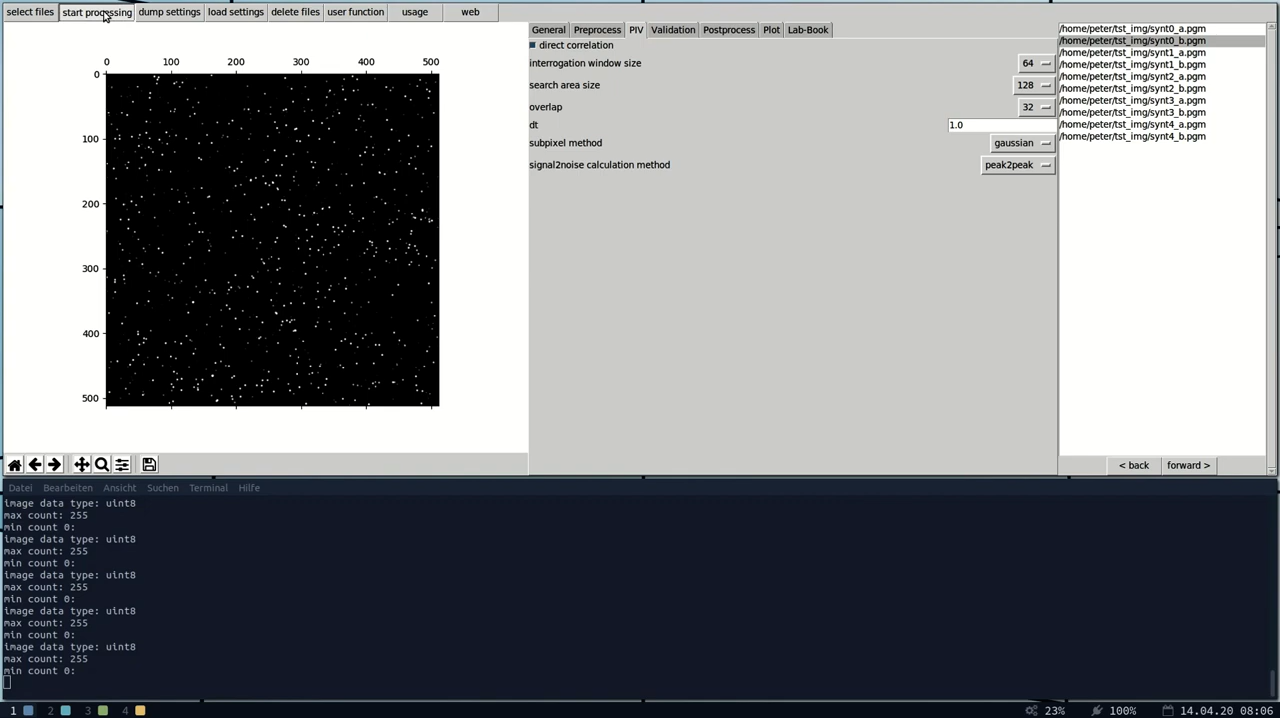 select files start processing dump settings load settings delete files user function usage web
General Preprocess PIV Validation Postprocess Plot Lab-Book
direct correlation
interrogation window size 64
search area size 128
overlap 32
dt 1.0
subpixel method gaussian
signal2noise calculation method peak2peak
0 100 200 300 400 500
0
100
200
300
400
500
0 100 200 300 400 500
/home/peter/tst_img/synt0_a.pgm
/home/peter/tst_img/synt0_b.pgm
/home/peter/tst_img/synt1_a.pgm
/home/peter/tst_img/synt1_b.pgm
/home/peter/tst_img/synt2_a.pgm
/home/peter/tst_img/synt2_b.pgm
/home/peter/tst_img/synt3_a.pgm
/home/peter/tst_img/synt3_b.pgm
/home/peter/tst_img/synt4_a.pgm
/home/peter/tst_img/synt4_b.pgm
< back forward >
Datei Bearbeiten Ansicht Suchen Terminal Hilfe
image data type: uint8
max count: 255
min count 0:
image data type: uint8
max count: 255
min count 0:
image data type: uint8
max count: 255
min count 0:
image data type: uint8
max count: 255
min count 0:
image data type: uint8
max count: 255
min count 0:
1 2 3 4 23% 100% 14.04.20 08:06